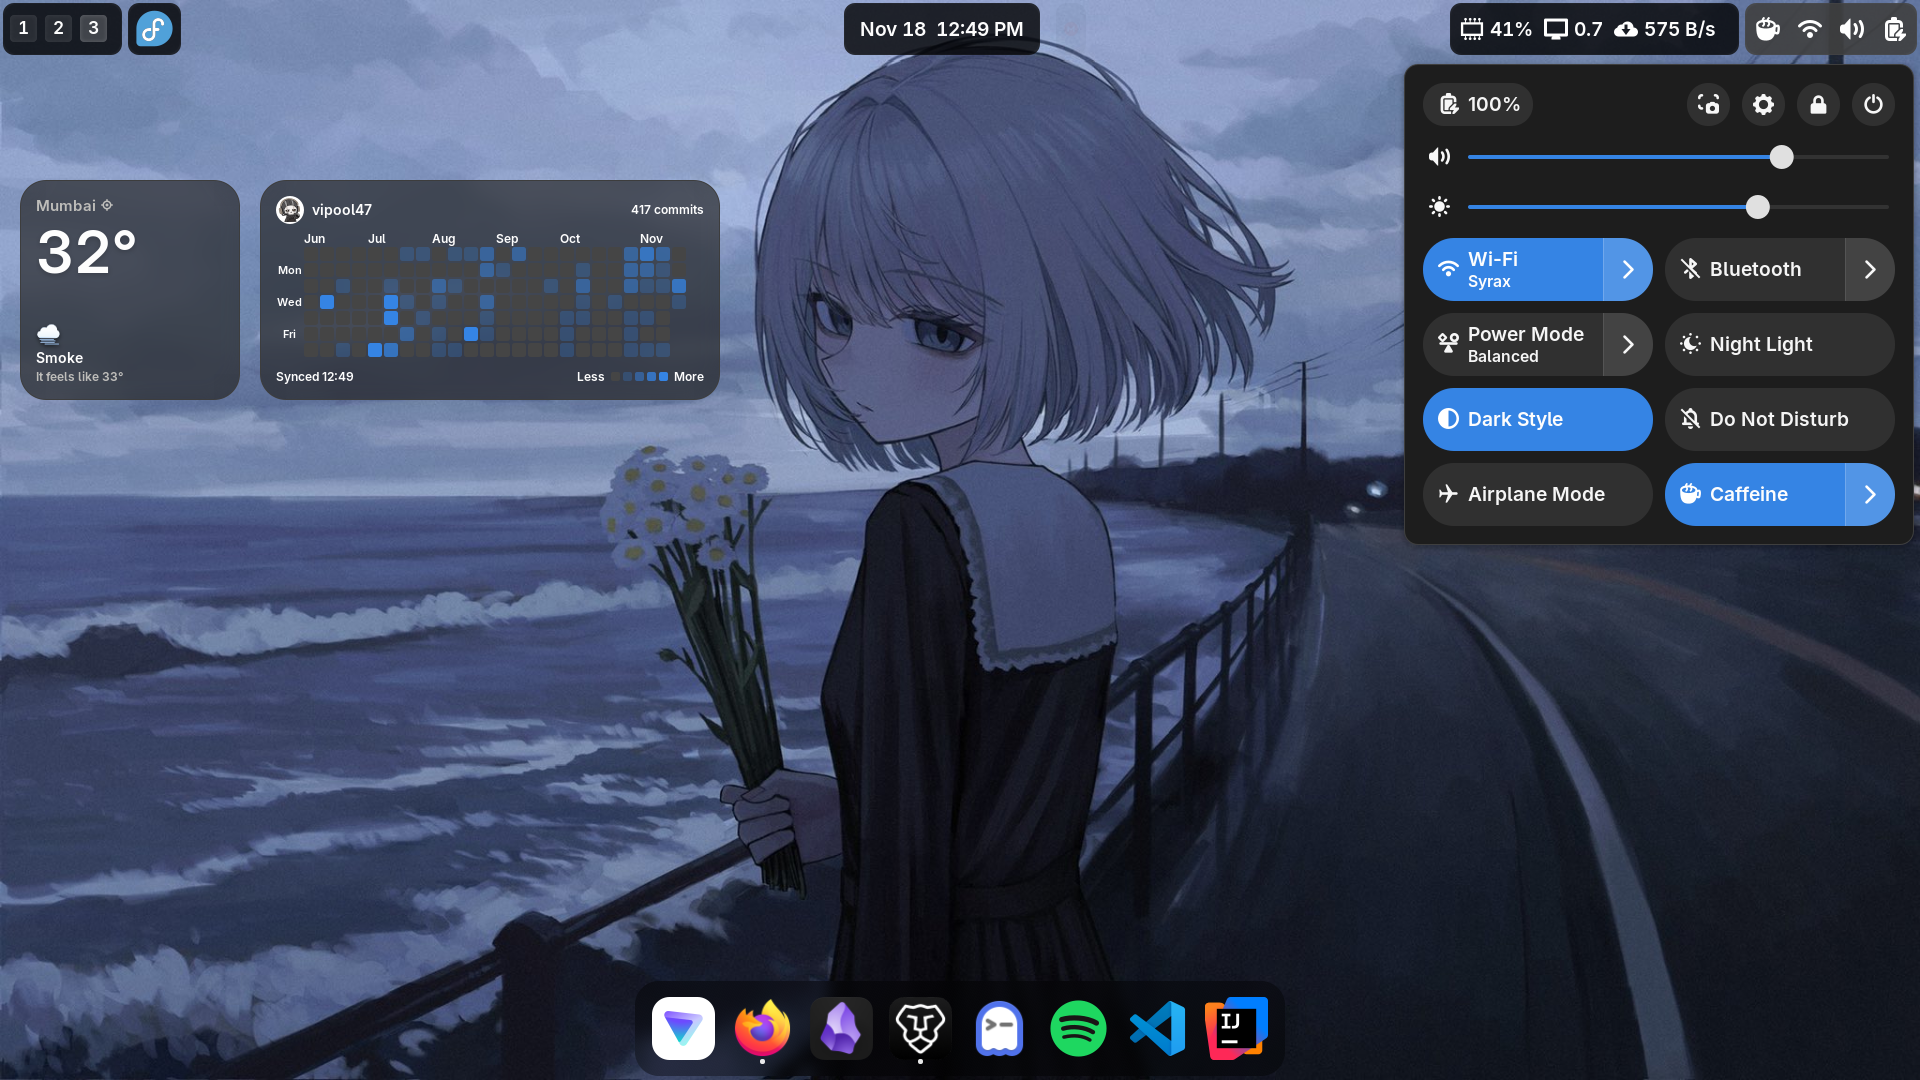 1 2 3
Nov 18 12:49 PM
41% 0.7 575 B/s
100%
Wi-Fi
Syrax
Bluetooth
Power Mode
Balanced
Night Light
Dark Style
Do Not Disturb
Airplane Mode
Caffeine
Mumbai
32°
Smoke
It feels like 33°
vipool47
417 commits
Jun Jul Aug Sep Oct Nov
Mon
Wed
Fri
Synced 12:49
Less More
IJ